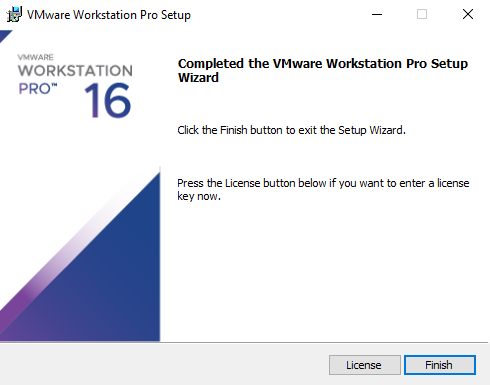 VMware Workstation Pro Setup
VMWARE
WORKSTATION
PRO™ 16
Completed the VMware Workstation Pro Setup
Wizard
Click the Finish button to exit the Setup Wizard.
Press the License button below if you want to enter a license
key now.
License
Finish